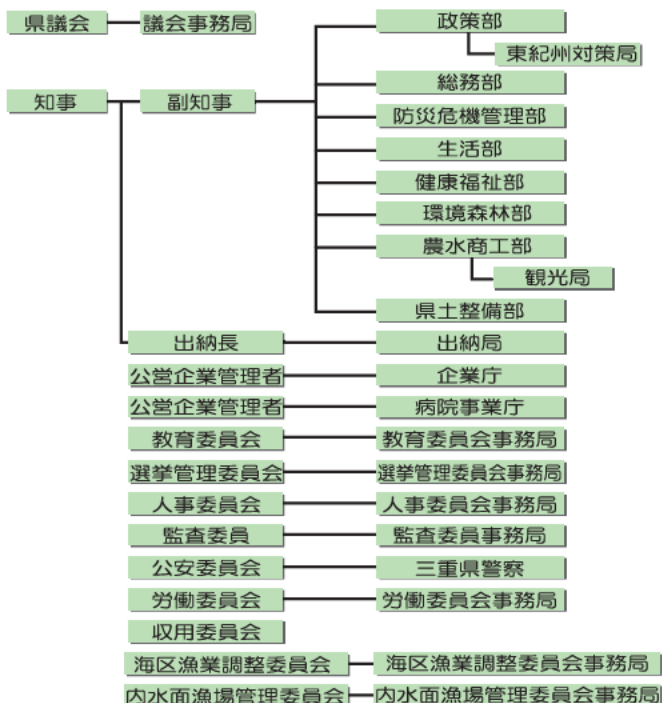 県議会 議会事務局
政策部
東紀州対策局
総務部
知事 副知事
防災危機管理部
生活部
健康福祉部
環境森林部
農水商工部
観光局
県土整備部
出納長 出納局
公営企業管理者 企業庁
公営企業管理者 病院事業庁
教育委員会 教育委員会事務局
選挙管理委員会 選挙管理委員会事務局
人事委員会 人事委員会事務局
監査委員 監査委員事務局
公安委員会 三重県警察
労働委員会 労働委員会事務局
収用委員会
海区漁業調整委員会 海区漁業調整委員会事務局
内水面漁場管理委員会 内水面漁場管理委員会事務局